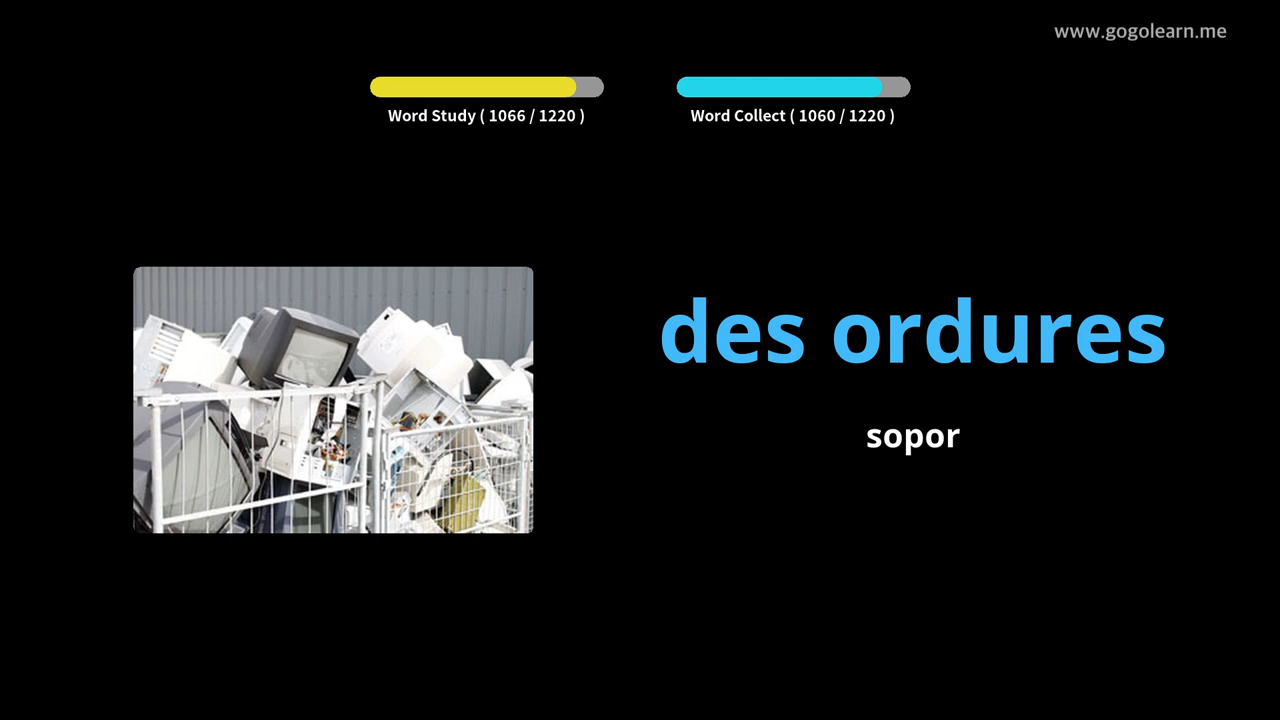 www.gogolearn.me
Word Study ( 1066 / 1220 )
Word Collect ( 1060 / 1220 )
des ordures
sopor